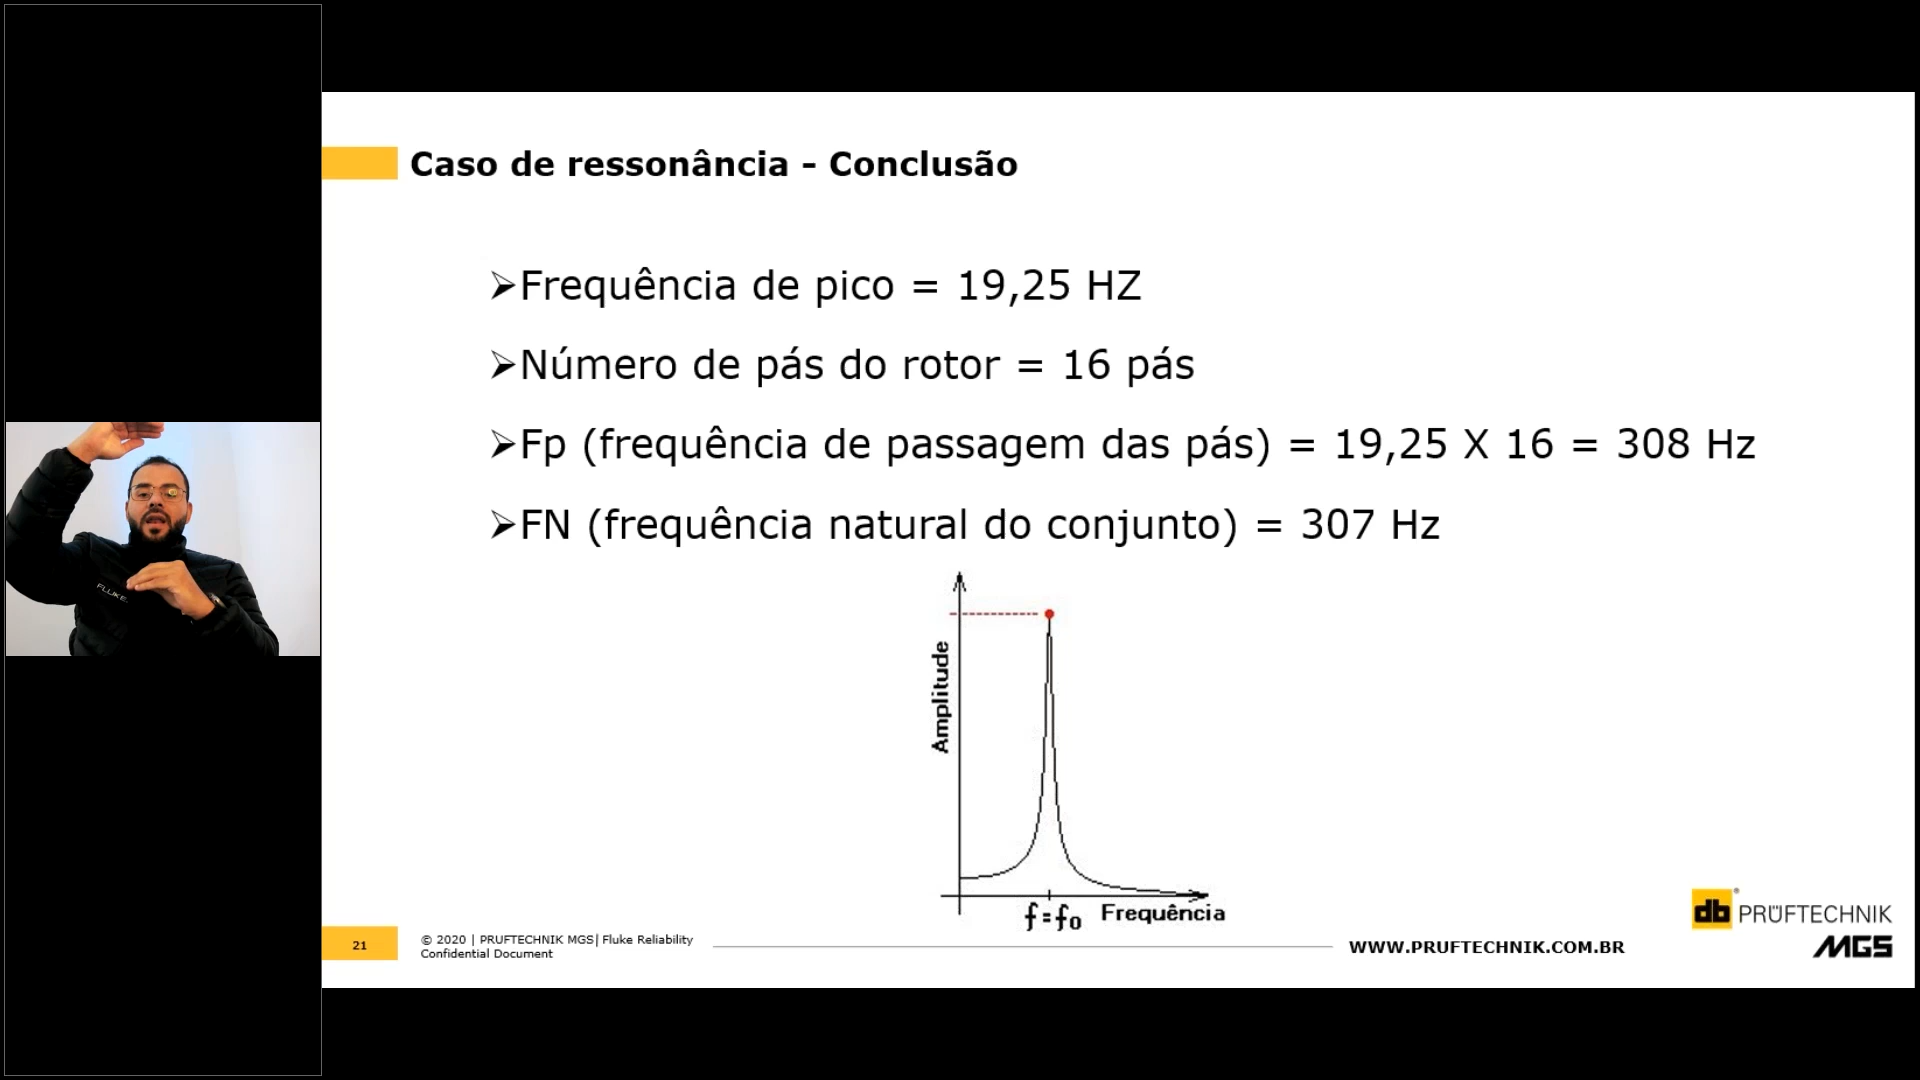 Caso de ressonância - Conclusão
➢Frequência de pico = 19,25 HZ
➢Número de pás do rotor = 16 pás
➢Fp (frequência de passagem das pás) = 19,25 X 16 = 308 Hz
➢FN (frequência natural do conjunto) = 307 Hz
Amplitude
f=f0 Frequência
FLUKE
21
© 2020 | PRUFTECHNIK MGS| Fluke Reliability
Confidential Document
WWW.PRUFTECHNIK.COM.BR
db PRÜFTECHNIK
MGS